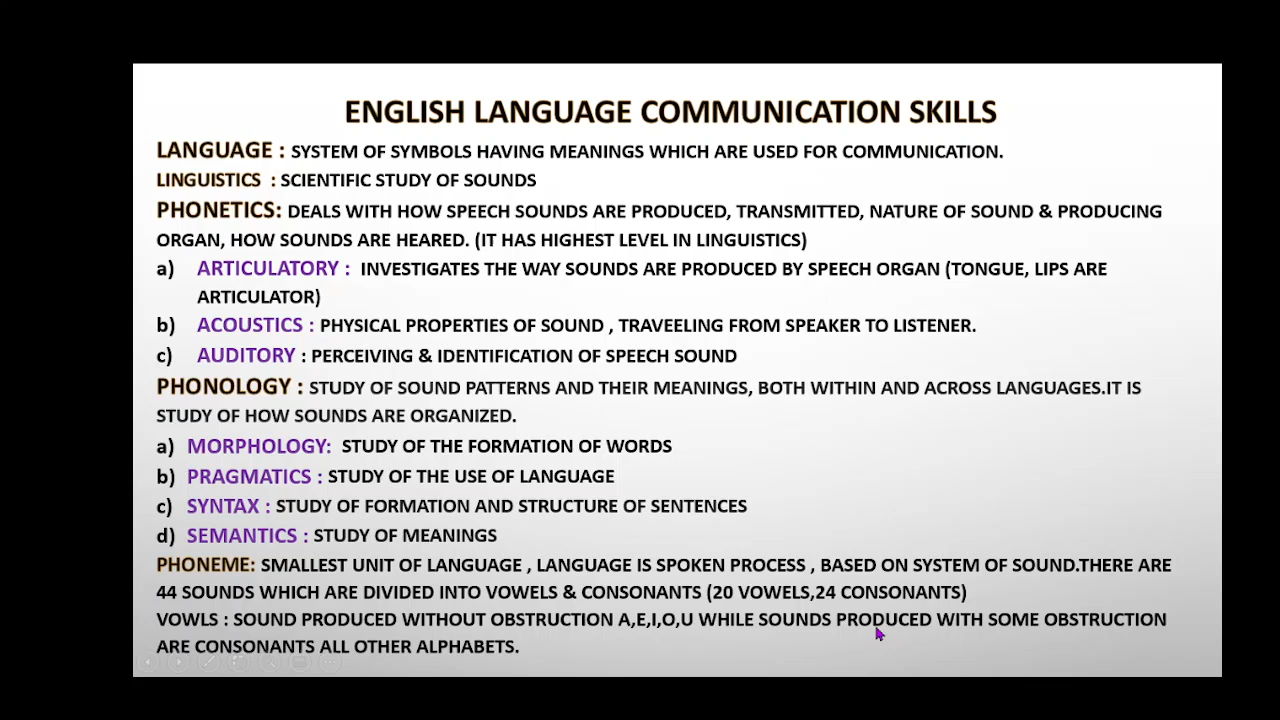 ENGLISH LANGUAGE COMMUNICATION SKILLS
LANGUAGE : SYSTEM OF SYMBOLS HAVING MEANINGS WHICH ARE USED FOR COMMUNICATION.
LINGUISTICS : SCIENTIFIC STUDY OF SOUNDS
PHONETICS: DEALS WITH HOW SPEECH SOUNDS ARE PRODUCED, TRANSMITTED, NATURE OF SOUND & PRODUCING
ORGAN, HOW SOUNDS ARE HEARED. (IT HAS HIGHEST LEVEL IN LINGUISTICS)
a) ARTICULATORY : INVESTIGATES THE WAY SOUNDS ARE PRODUCED BY SPEECH ORGAN (TONGUE, LIPS ARE
ARTICULATOR)
b) ACOUSTICS : PHYSICAL PROPERTIES OF SOUND , TRAVEELING FROM SPEAKER TO LISTENER.
c) AUDITORY : PERCEIVING & IDENTIFICATION OF SPEECH SOUND
PHONOLOGY : STUDY OF SOUND PATTERNS AND THEIR MEANINGS, BOTH WITHIN AND ACROSS LANGUAGES.IT IS
STUDY OF HOW SOUNDS ARE ORGANIZED.
a) MORPHOLOGY: STUDY OF THE FORMATION OF WORDS
b) PRAGMATICS : STUDY OF THE USE OF LANGUAGE
c) SYNTAX : STUDY OF FORMATION AND STRUCTURE OF SENTENCES
d) SEMANTICS : STUDY OF MEANINGS
PHONEME: SMALLEST UNIT OF LANGUAGE , LANGUAGE IS SPOKEN PROCESS , BASED ON SYSTEM OF SOUND.THERE ARE
44 SOUNDS WHICH ARE DIVIDED INTO VOWELS & CONSONANTS (20 VOWELS,24 CONSONANTS)
VOWLS : SOUND PRODUCED WITHOUT OBSTRUCTION A,E,I,O,U WHILE SOUNDS PRODUCED WITH SOME OBSTRUCTION
ARE CONSONANTS ALL OTHER ALPHABETS.